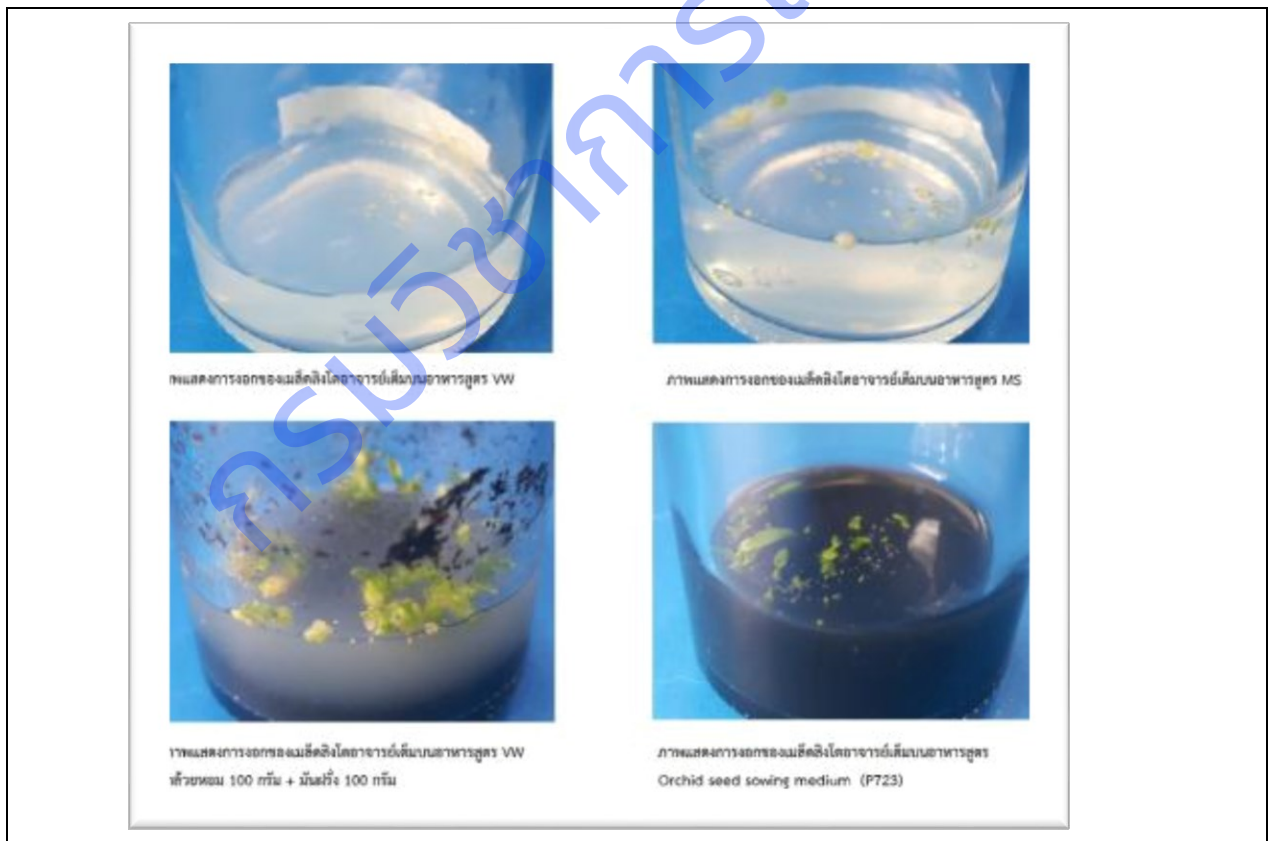 กรมวิชาการ
าพแสดงการงอกของเมล็ดสิงโตอาจารย์เต็มบนอาหารสูตร VW
ภาพแสดงการงอกของเมล็ดสิงโตอาจารย์เต็มบนอาหารสูตร MS
าพแสดงการงอกของเมล็ดสิงโตอาจารย์เต็มบนอาหารสูตร VW
ล้วยหอม 100 กรัม + มันฝรั่ง 100 กรัม
ภาพแสดงการงอกของเมล็ดสิงโตอาจารย์เต็มบนอาหารสูตร
Orchid seed sowing medium (P723)